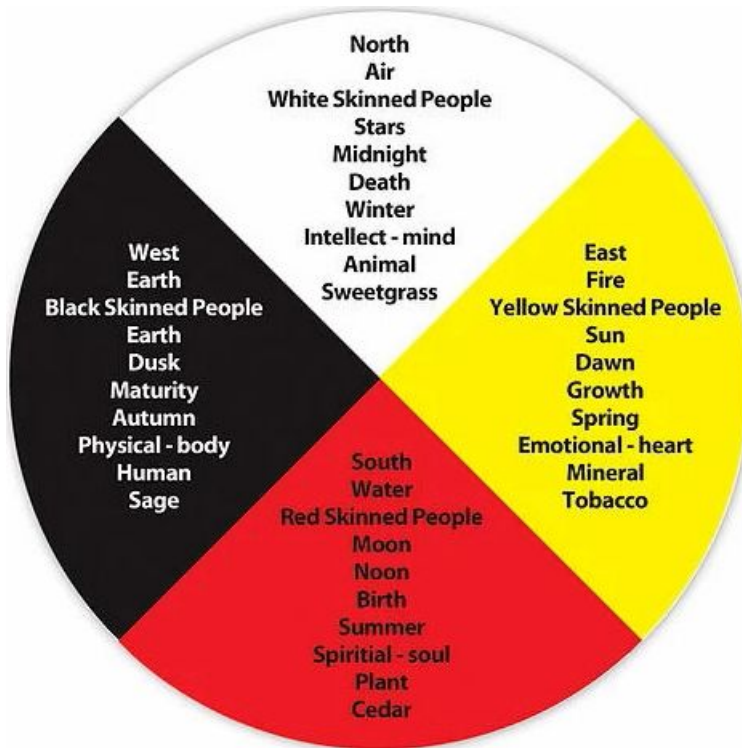 North
Air
White Skinned People
Stars
Midnight
Death
Winter
Intellect - mind
Animal
Sweetgrass
West
Earth
Black Skinned People
Earth
Dusk
Maturity
Autumn
Physical - body
Human
Sage
East
Fire
Yellow Skinned People
Sun
Dawn
Growth
Spring
Emotional - heart
Mineral
Tobacco
South
Water
Red Skinned People
Moon
Noon
Birth
Summer
Spiritial - soul
Plant
Cedar